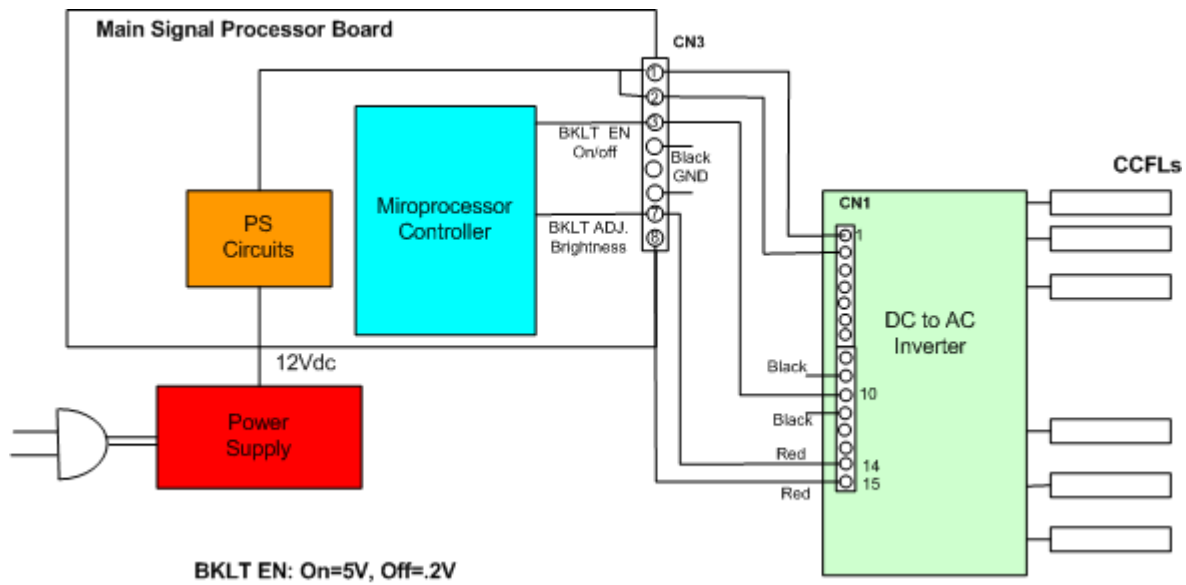 Main Signal Processor Board
CN3
1
2
3
BKLT EN
On/off
Black
GND
CCFLs
Miroprocessor
Controller
PS
Circuits
7
BKLT ADJ.
Brightness
8
CN1
1
DC to AC
Inverter
12Vdc
Black
10
Black
Power
Supply
Red
14
15
Red
BKLT EN: On=5V, Off=.2V